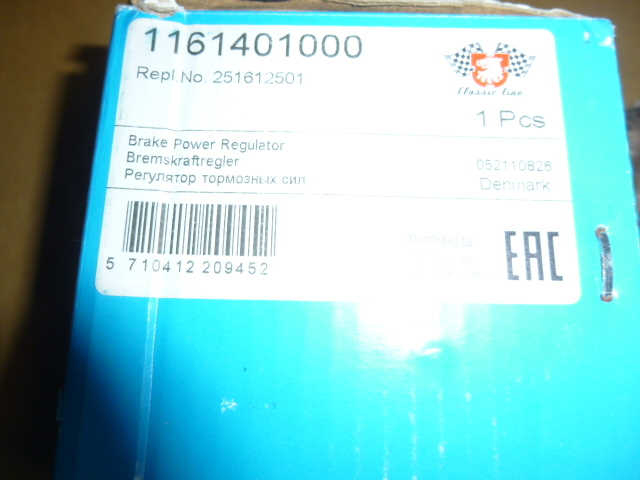 1161401000
Repl.No. 251612501
Classic line
1 Pcs
Brake Power Regulator
Bremskraftregler
Регулятор тормозных сил
052110826
Denmark
5 710412 209452
EAC